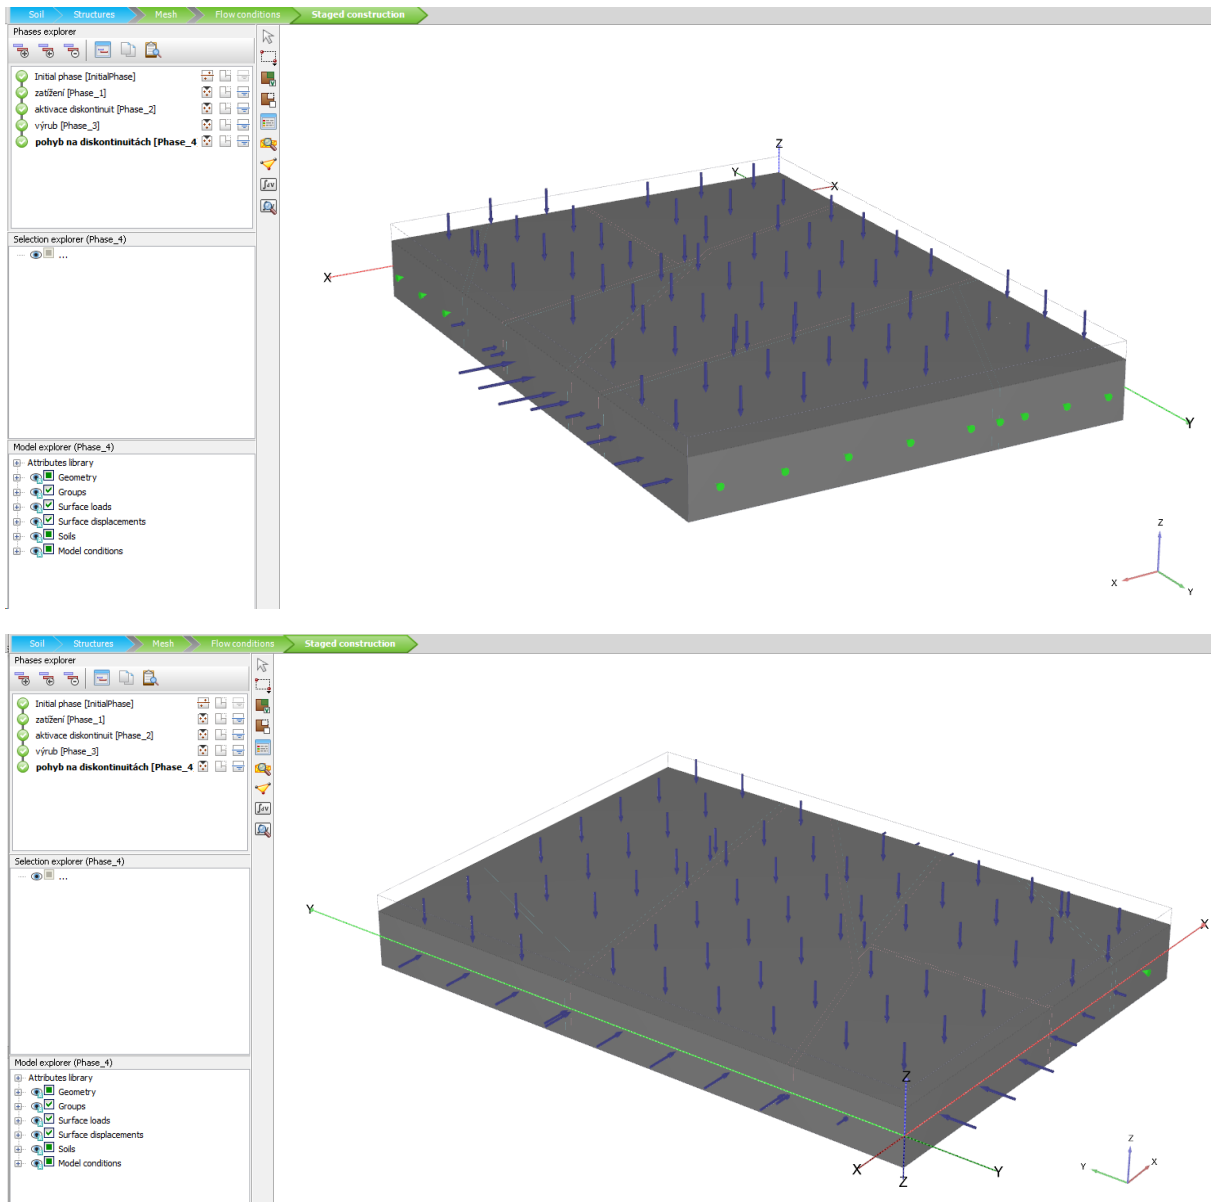 Soil Structures Mesh Flow conditions Staged construction
Phases explorer
Initial phase [InitialPhase]
zatížení [Phase_1]
aktivace diskontinuit [Phase_2]
výrub [Phase_3]
pohyb na diskontinuitách [Phase_4
Selection explorer (Phase_4)
...
Model explorer (Phase_4)
Attributes library
Geometry
Groups
Surface loads
Surface displacements
Soils
Model conditions
∫dV
Z
Y
X
X
Y
Z
X
Y
Soil Structures Mesh Flow conditions Staged construction
Phases explorer
Initial phase [InitialPhase]
zatížení [Phase_1]
aktivace diskontinuit [Phase_2]
výrub [Phase_3]
pohyb na diskontinuitách [Phase_4
Selection explorer (Phase_4)
...
Model explorer (Phase_4)
Attributes library
Geometry
Groups
Surface loads
Surface displacements
Soils
Model conditions
∫dV
Y
X
Z
X
Y
Z
Z
Y
X